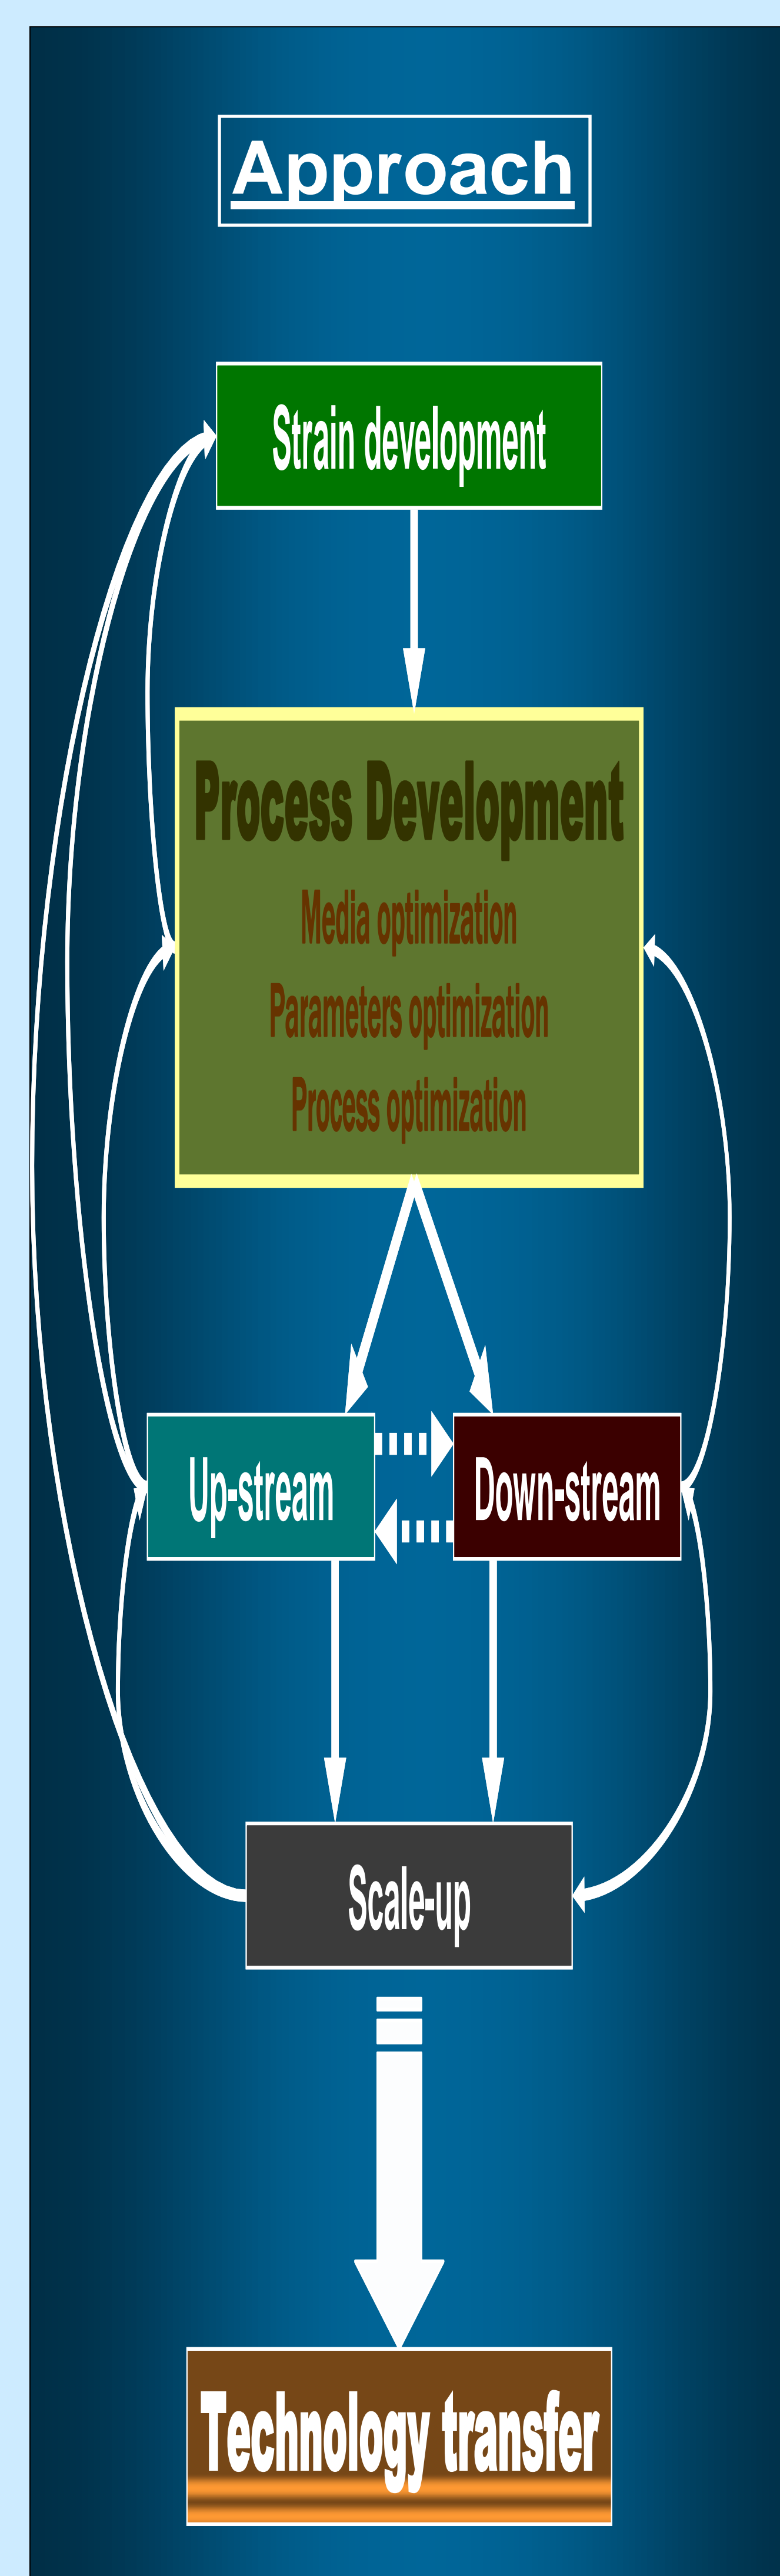 Approach
Strain development
Process Development
Media optimization
Parameters optimization
Process optimization
Up-stream
Down-stream
Scale-up
Technology transfer